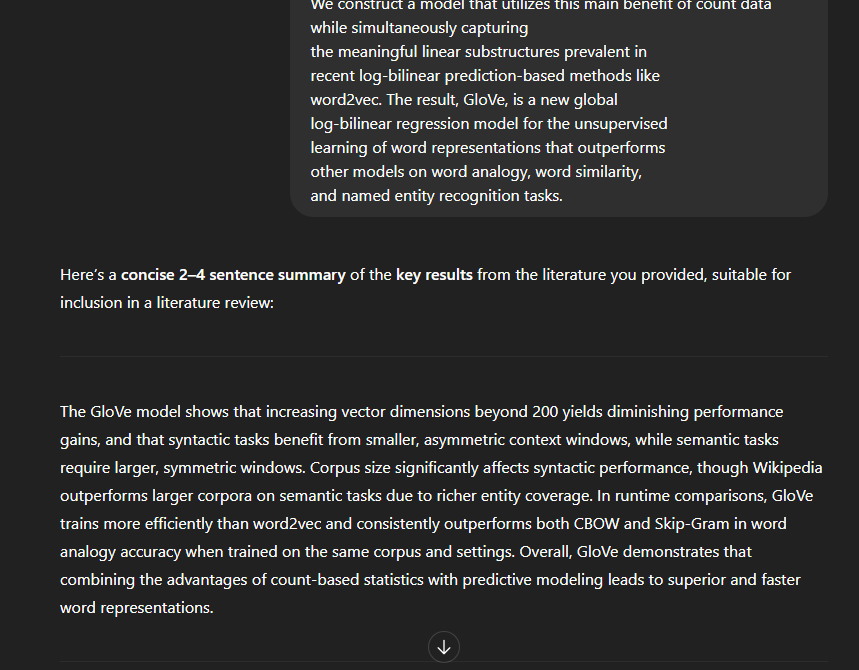 We construct a model that utilizes this main benefit of count data
while simultaneously capturing
the meaningful linear substructures prevalent in
recent log-bilinear prediction-based methods like
word2vec. The result, GloVe, is a new global
log-bilinear regression model for the unsupervised
learning of word representations that outperforms
other models on word analogy, word similarity,
and named entity recognition tasks.
Here's a concise 2–4 sentence summary of the key results from the literature you provided, suitable for
inclusion in a literature review:
The GloVe model shows that increasing vector dimensions beyond 200 yields diminishing performance
gains, and that syntactic tasks benefit from smaller, asymmetric context windows, while semantic tasks
require larger, symmetric windows. Corpus size significantly affects syntactic performance, though Wikipedia
outperforms larger corpora on semantic tasks due to richer entity coverage. In runtime comparisons, GloVe
trains more efficiently than word2vec and consistently outperforms both CBOW and Skip-Gram in word
analogy accuracy when trained on the same corpus and settings. Overall, GloVe demonstrates that
combining the advantages of count-based statistics with predictive modeling leads to superior and faster
word representations.